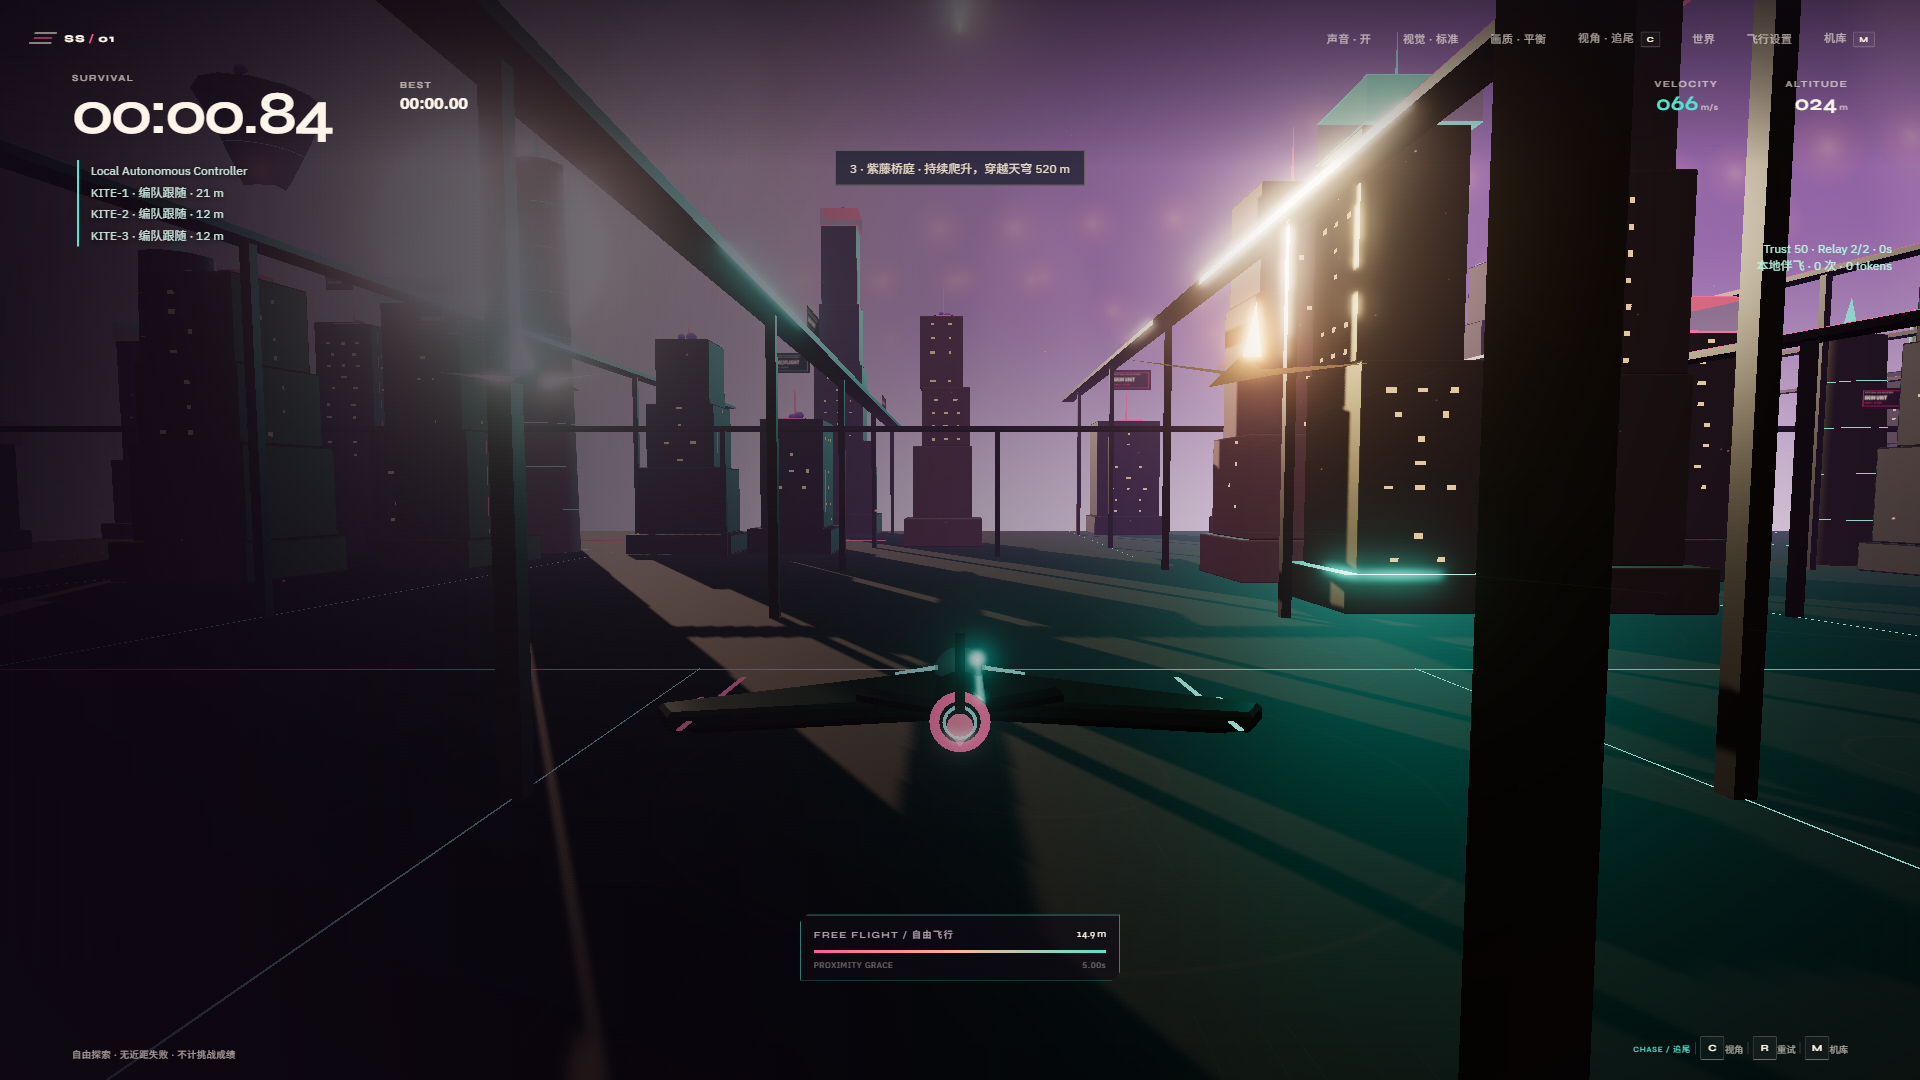 SS / 01
声音 · 开
视觉 · 标准
画质 · 平衡
视角 · 追尾 C
世界
飞行设置
机库 M
SURVIVAL
00:00.84
BEST
00:00.00
VELOCITY
066 m/s
ALTITUDE
024 m
Local Autonomous Controller
KITE-1 · 编队跟随 · 21 m
KITE-2 · 编队跟随 · 12 m
KITE-3 · 编队跟随 · 12 m
3 · 紫藤桥庭 · 持续爬升，穿越天穹 520 m
Trust 50 · Relay 2/2 · 0s
本地伴飞 · 0 次 · 0 tokens
FREE FLIGHT / 自由飞行
14.9 m
PROXIMITY GRACE
5.00s
自由探索 · 无近距失败 · 不计挑战成绩
CHASE / 追尾
C 视角
R 重试
M 机库